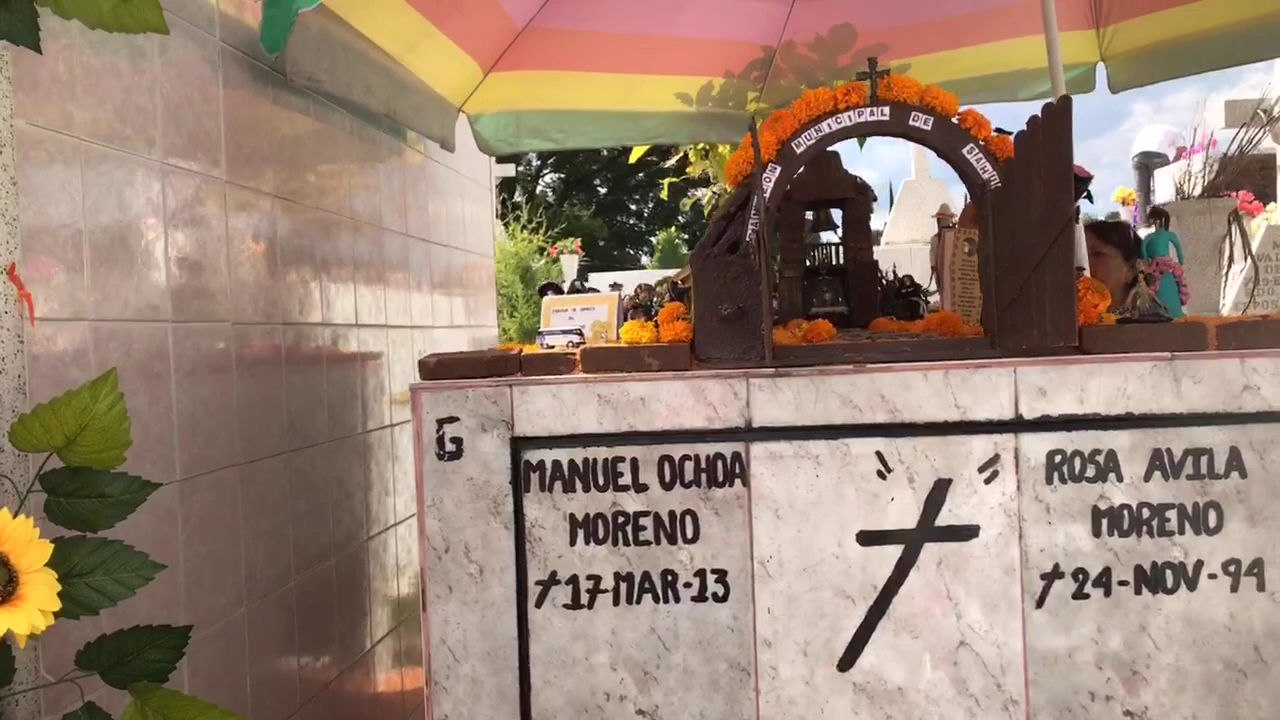 MUNICIPAL DE
G
MANUEL OCHOA
MORENO
†17-MAR-13
ROSA AVILA
MORENO
†24-NOV-94